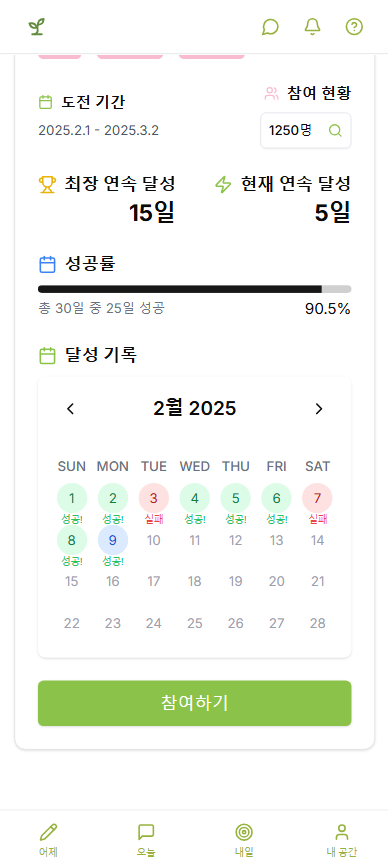 도전 기간
참여 현황
2025.2.1 - 2025.3.2
1250명
최장 연속 달성
현재 연속 달성
15일
5일
성공률
총 30일 중 25일 성공
90.5%
달성 기록
2월 2025
SUN MON TUE WED THU FRI SAT
1 2 3 4 5 6 7
성공! 성공! 실패 성공! 성공! 성공! 실패
8 9 10 11 12 13 14
성공! 성공!
15 16 17 18 19 20 21
22 23 24 25 26 27 28
참여하기
어제 오늘 내일 내 공간